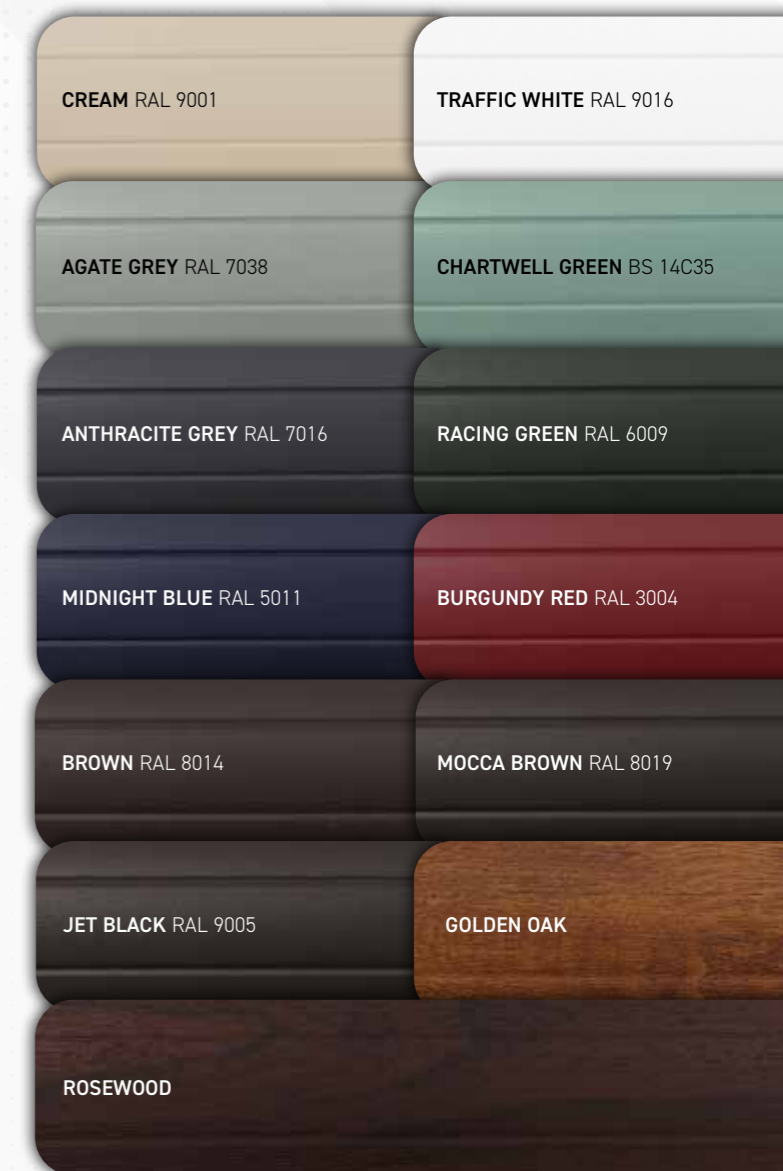 CREAM RAL 9001
TRAFFIC WHITE RAL 9016
AGATE GREY RAL 7038
CHARTWELL GREEN BS 14C35
ANTHRACITE GREY RAL 7016
RACING GREEN RAL 6009
MIDNIGHT BLUE RAL 5011
BURGUNDY RED RAL 3004
BROWN RAL 8014
MOCCA BROWN RAL 8019
JET BLACK RAL 9005
GOLDEN OAK
ROSEWOOD